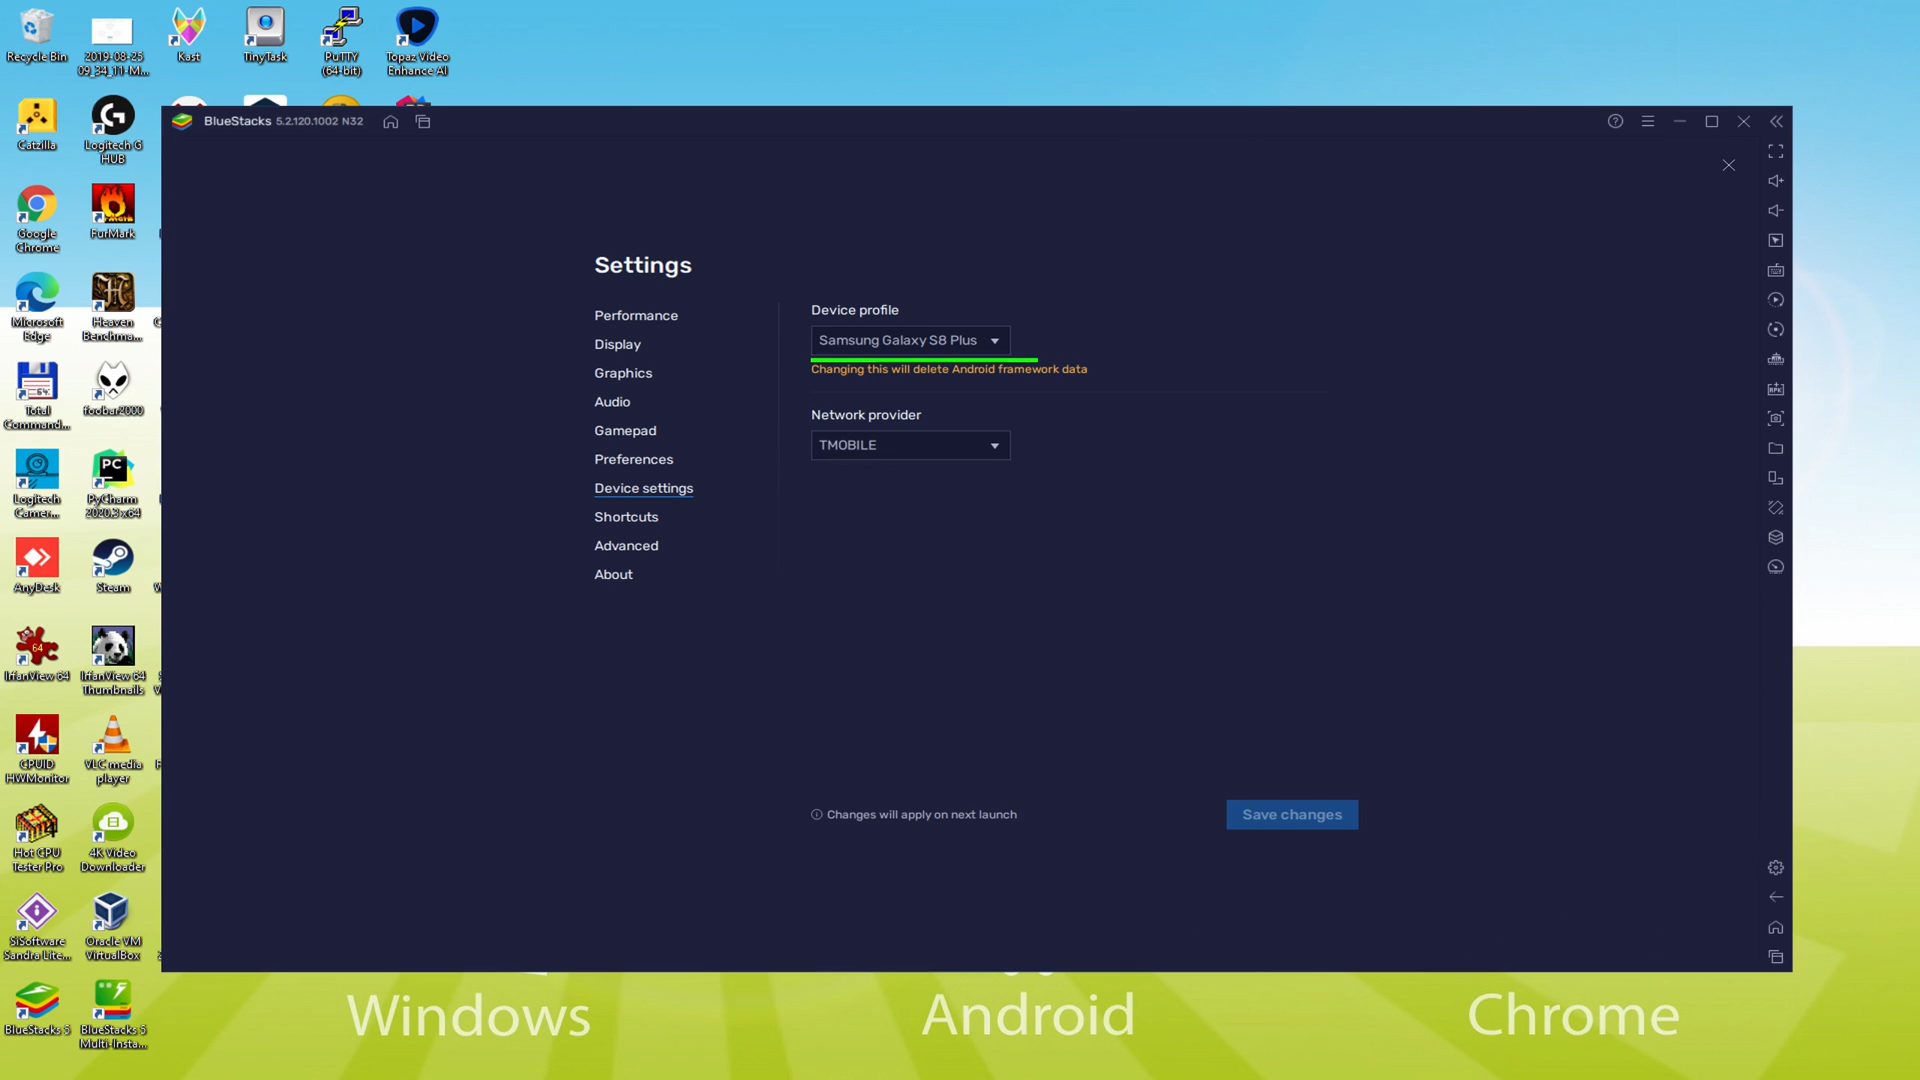 Recycle Bin
2019-08-25
09_34_11-M...
Kast
TinyTask
PuTTY
(64-bit)
Topaz Video
Enhance AI
Catzilla
Logitech G
HUB
Google
Chrome
FurMark
Microsoft
Edge
Heaven
Benchma...
Total
Command...
foobar2000
Logitech
Camer...
PyCharm
2020.3 x64
AnyDesk
Steam
IrfanView 64
IrfanView 64
Thumbnails
CPUID
HWMonitor
VLC media
player
Hot CPU
Tester Pro
4K Video
Downloader
SiSoftware
Sandra Lite...
Oracle VM
VirtualBox
BlueStacks 5
BlueStacks 5
Multi-Insta...
BlueStacks 5.2.120.1002 N32
Settings
Performance
Display
Graphics
Audio
Gamepad
Preferences
Device settings
Shortcuts
Advanced
About
Device profile
Samsung Galaxy S8 Plus
Changing this will delete Android framework data
Network provider
TMOBILE
Changes will apply on next launch
Save changes
Windows
Android
Chrome